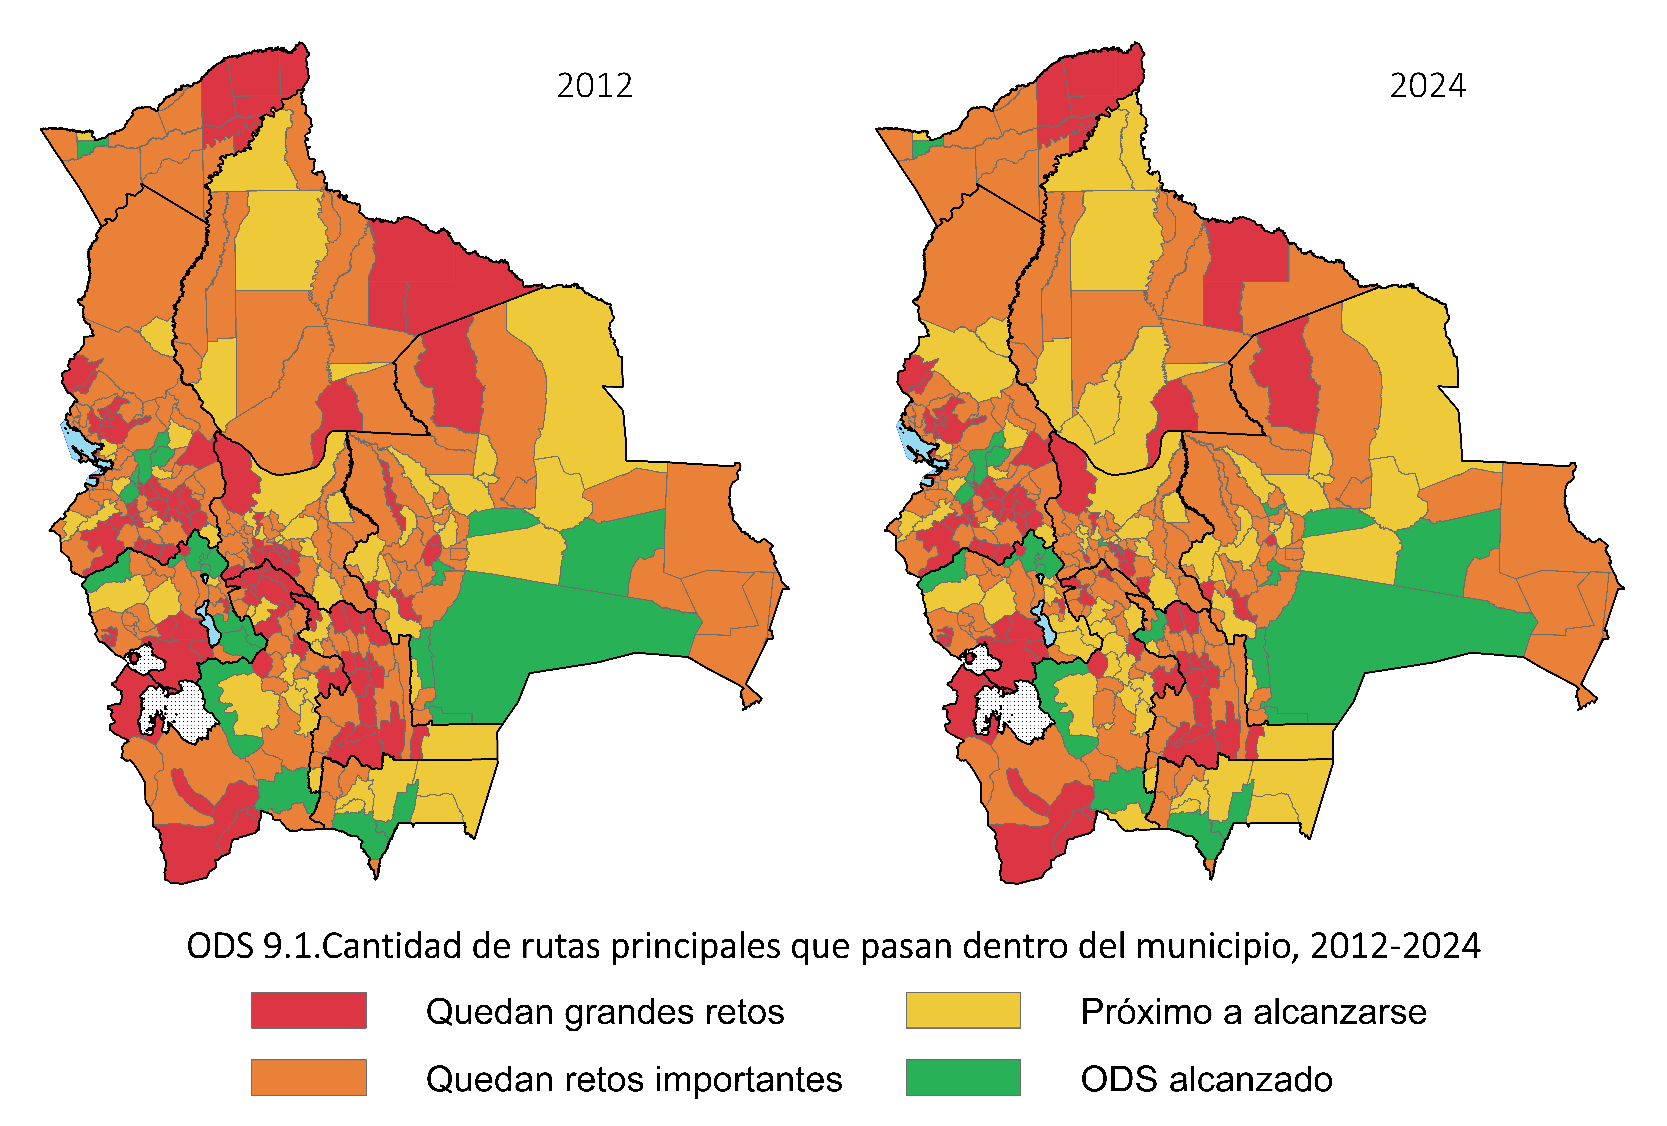 2012
2024
ODS 9.1.Cantidad de rutas principales que pasan dentro del municipio, 2012-2024
Quedan grandes retos
Próximo a alcanzarse
Quedan retos importantes
ODS alcanzado